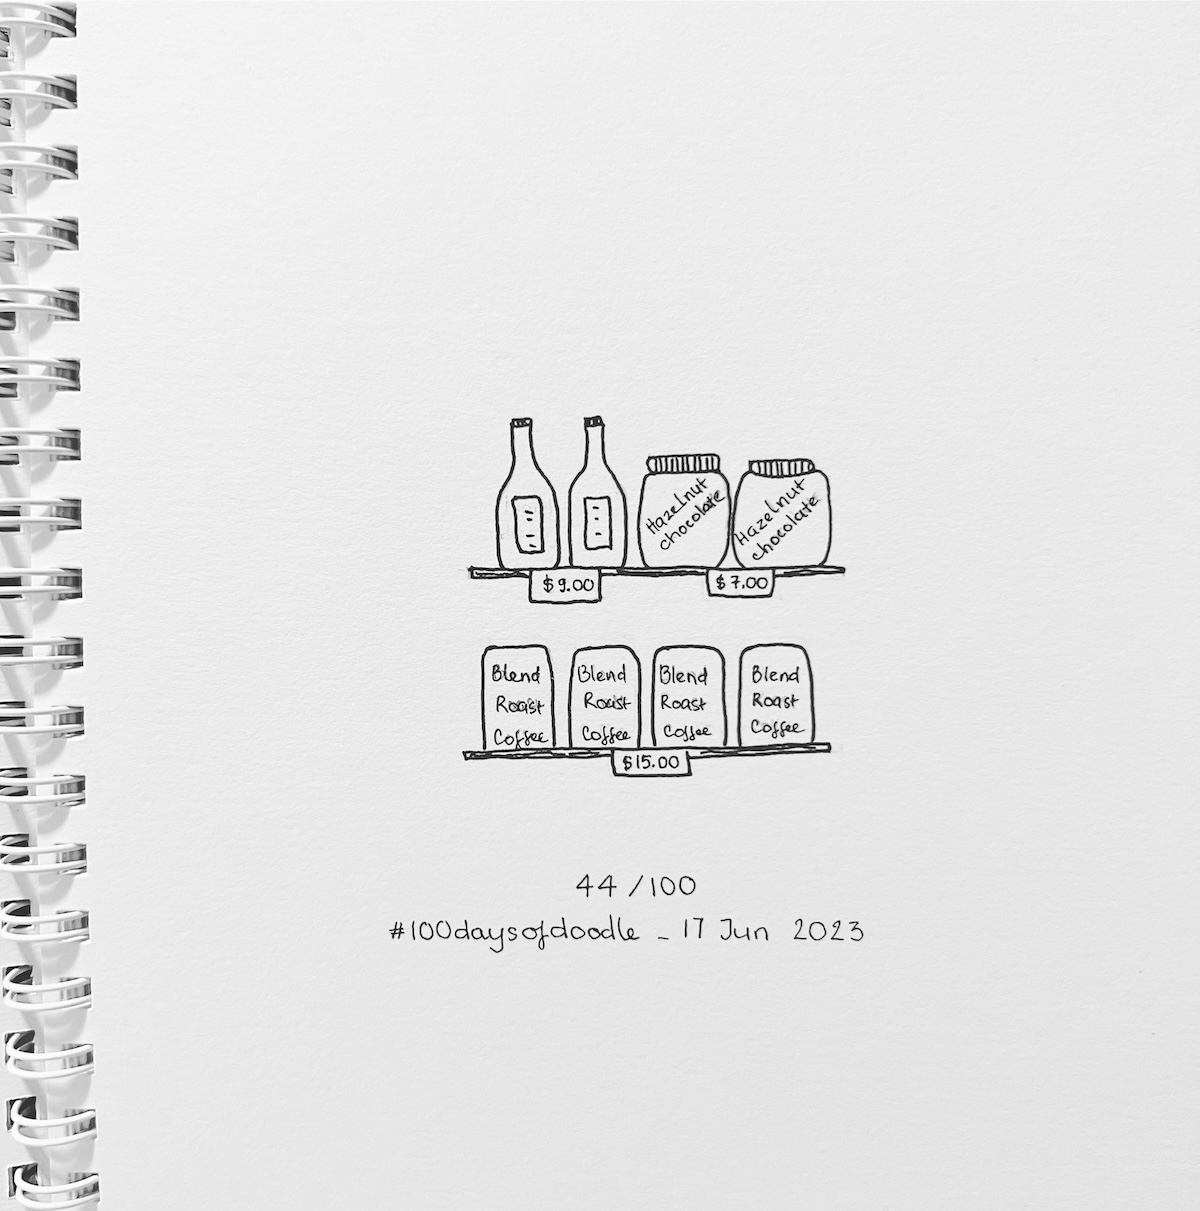 Hazelnut
chocolate
Hazelnut
chocolate
$9.00
$7.00
Blend
Roast
Coffee
Blend
Roast
Coffee
Blend
Roast
Coffee
Blend
Roast
Coffee
$15.00
44/100
#100daysofdoodle - 17 Jun 2023